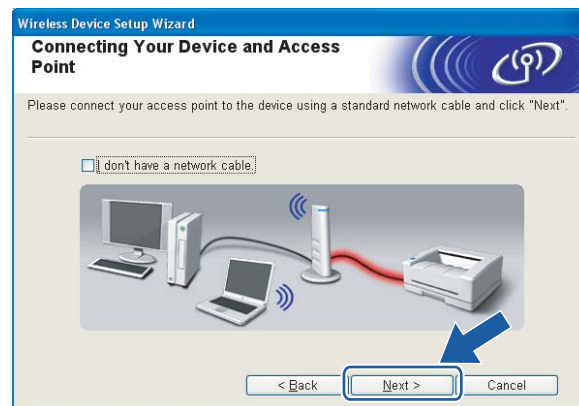 Wireless Device Setup Wizard
Connecting Your Device and Access
Point
Please connect your access point to the device using a standard network cable and click "Next".
I don't have a network cable.
< Back
Next >
Cancel